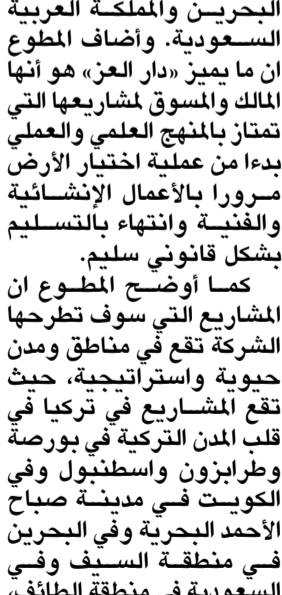 البحرين والمملكة العربية
السعودية. وأضاف المطوع
ان ما يميز «دار العز» هو أنها
المالك والمسوق لمشاريعها التي
تمتاز بالمنهج العلمي والعملي
بدءا من عملية اختيار الأرض
مرورا بالأعمال الإنشائية
والفنية وانتهاء بالتسليم
بشكل قانوني سليم.
كما أوضح المطوع ان
المشاريع التي سوف تطرحها
الشركة تقع في مناطق ومدن
حيوية واستراتيجية، حيث
تقع المشاريع في تركيا في
قلب المدن التركية في بورصة
وطرابزون واسطنبول وفي
الكويت في مدينة صباح
الأحمد البحرية وفي البحرين
في منطقة السيف وفي
السعودية في منطقة الطائف،